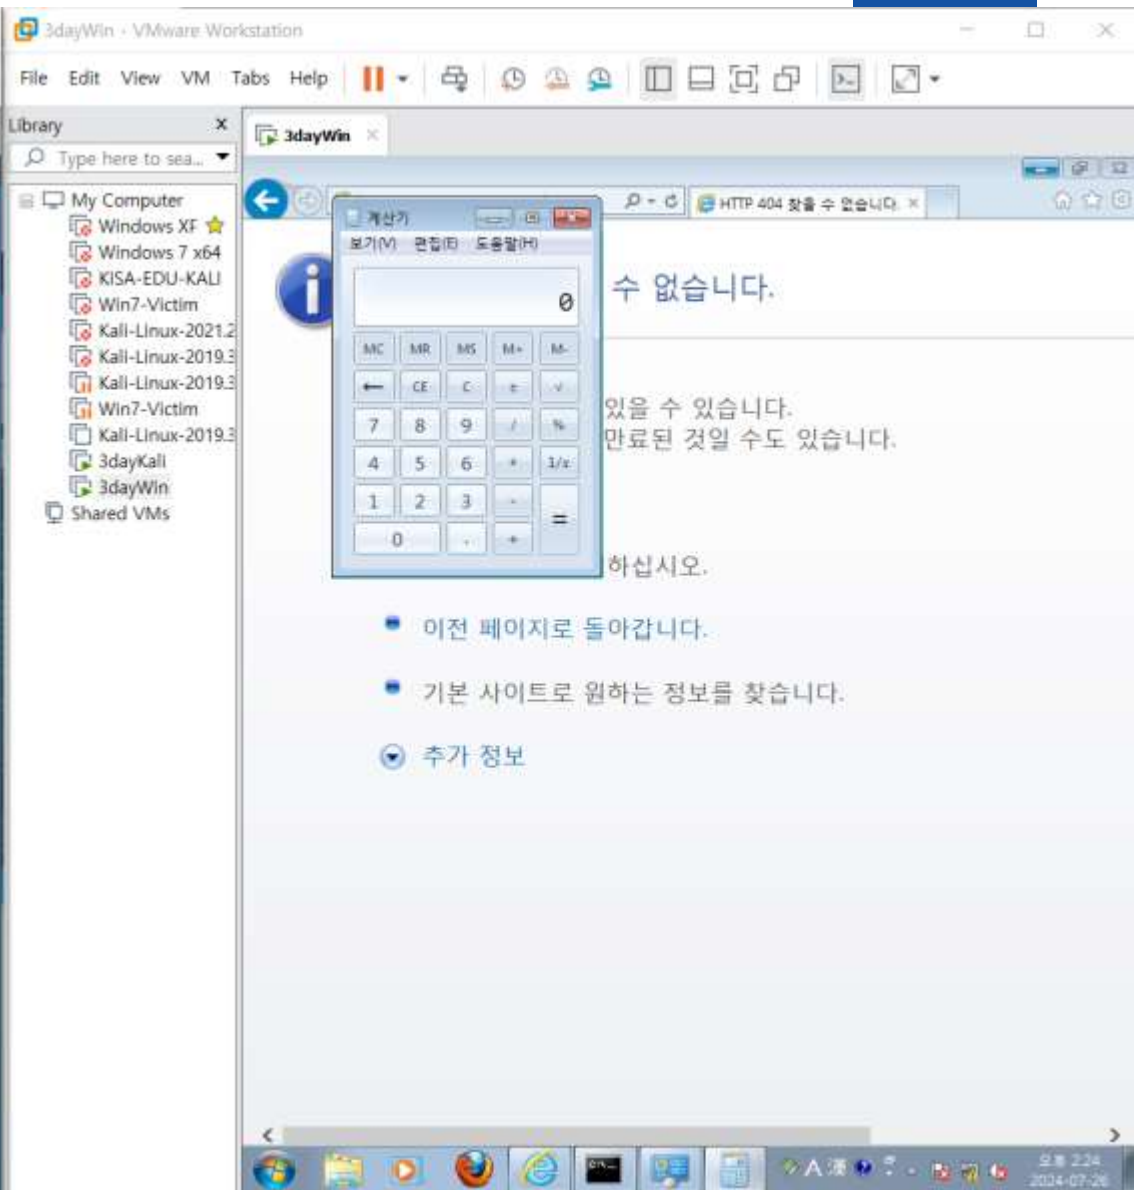 3dayWin - VMware Workstation
File Edit View VM Tabs Help
Library
Type here to sea...
3dayWin
My Computer
Windows XF
Windows 7 x64
KISA-EDU-KALI
Win7-Victim
Kali-Linux-2021.2
Kali-Linux-2019.3
Kali-Linux-2019.3
Win7-Victim
Kali-Linux-2019.3
3dayKali
3dayWin
Shared VMs
HTTP 404 찾을 수 없습니다.
계산기
보기(V) 편집(E) 도움말(H)
0
MC MR MS M+ M-
← CE C ± √
7 8 9 / %
4 5 6 * 1/x
1 2 3 - =
0 . +
수 없습니다.
있을 수 있습니다.
만료된 것일 수도 있습니다.
하십시오.
이전 페이지로 돌아갑니다.
기본 사이트로 원하는 정보를 찾습니다.
추가 정보
A 漢
오후 2:24
2024-07-26